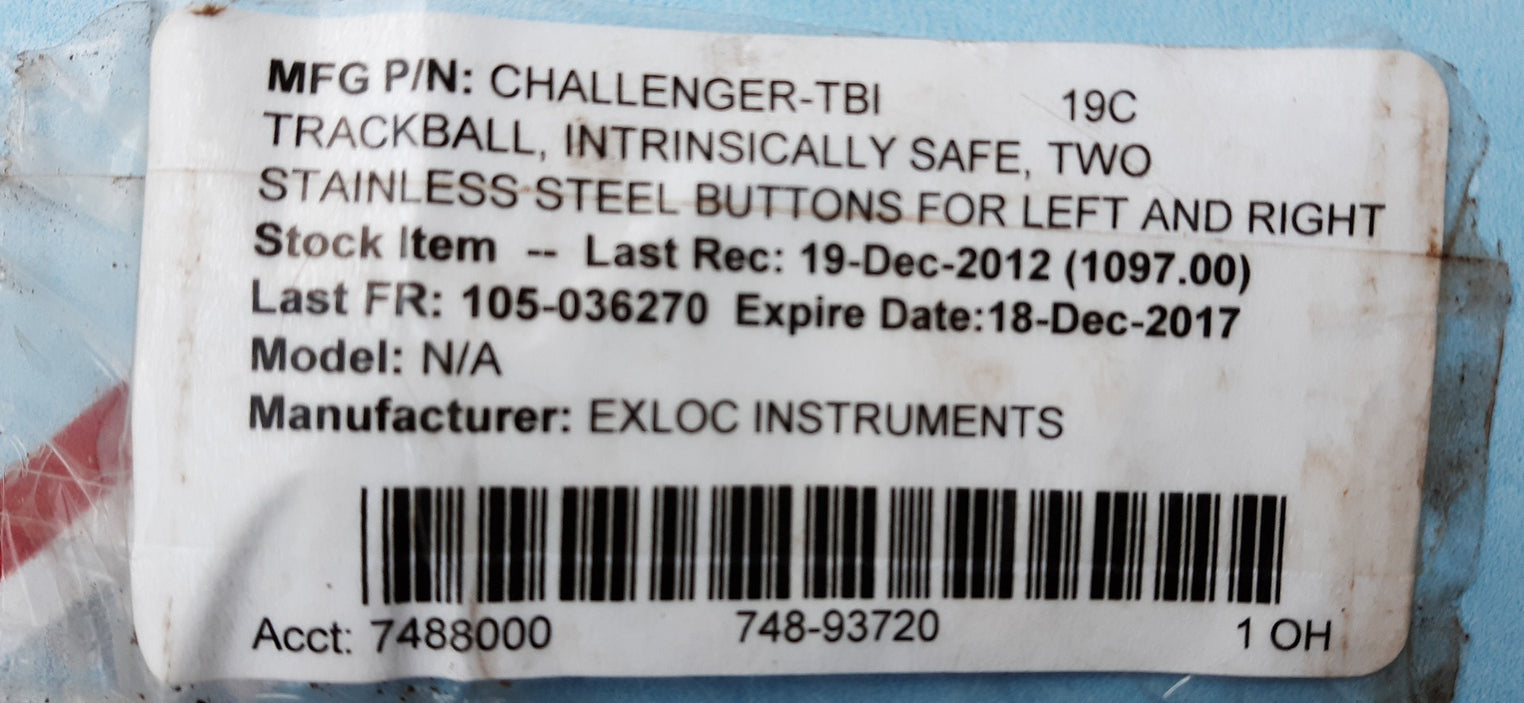 MFG P/N: CHALLENGER-TBI 19C
TRACKBALL, INTRINSICALLY SAFE, TWO
STAINLESS STEEL BUTTONS FOR LEFT AND RIGHT
Stock Item -- Last Rec: 19-Dec-2012 (1097.00)
Last FR: 105-036270 Expire Date:18-Dec-2017
Model: N/A
Manufacturer: EXLOC INSTRUMENTS
Acct: 7488000 748-93720 1 OH